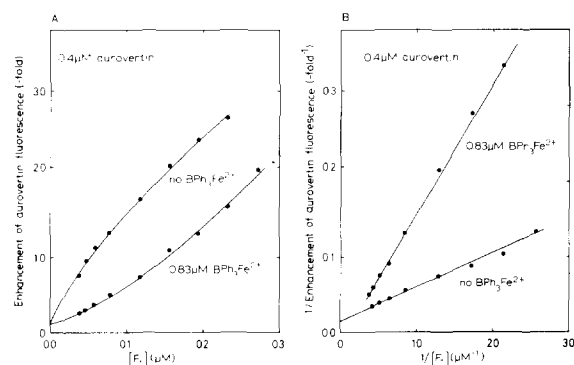 A
0.4µM aurovertin
Enhancement of aurovertin fluorescence (-fold)
30
20
10
0
no BPh₃Fe²⁺
0.83µM BPh₃Fe²⁺
0.0
0.1
0.2
0.3
[F₁](µM)
B
0.4µM aurovertin
1/Enhancement of aurovertin fluorescence (-fold⁻¹)
0.3
0.2
0.1
0.0
0.83µM BPh₃Fe²⁺
no BPh₃Fe²⁺
0
10
20
30
1/[F₁](µM⁻¹)